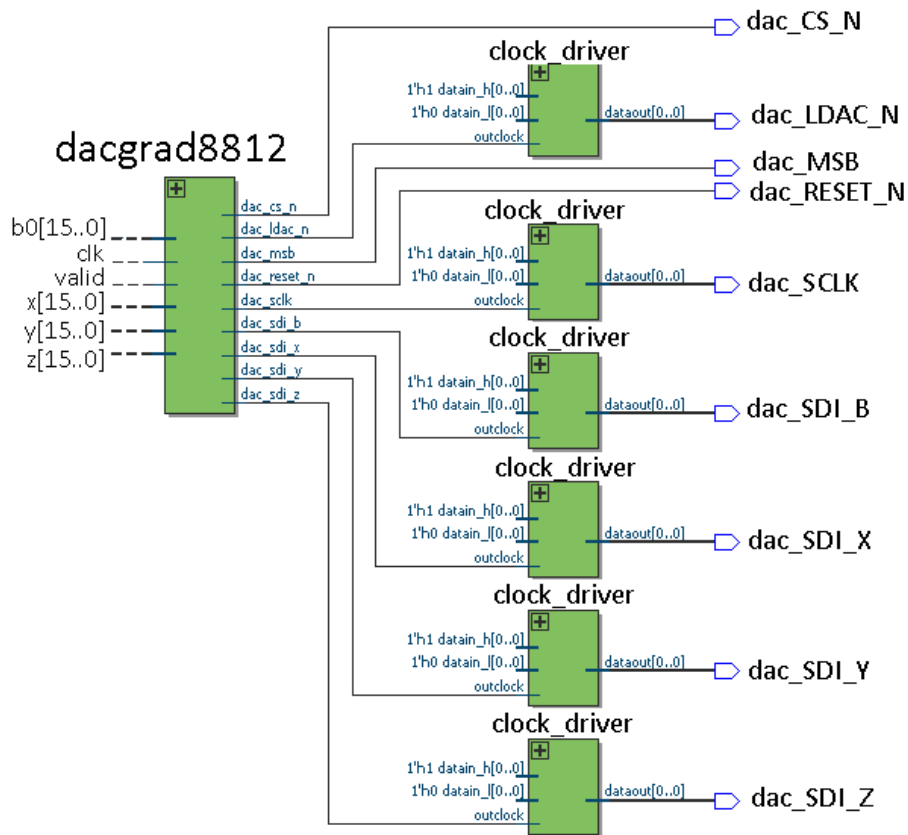 dac_CS_N
clock_driver
1'h1 datain_h[0..0]
1'h0 datain_l[0..0]
outclock
dataout[0..0]
dac_LDAC_N
dacgrad8812
dac_MSB
dac_RESET_N
b0[15..0]
clk
valid
x[15..0]
y[15..0]
z[15..0]
dac_cs_n
dac_ldac_n
dac_msb
dac_reset_n
dac_sclk
dac_sdi_b
dac_sdi_x
dac_sdi_y
dac_sdi_z
clock_driver
1'h1 datain_h[0..0]
1'h0 datain_l[0..0]
outclock
dataout[0..0]
dac_SCLK
clock_driver
1'h1 datain_h[0..0]
1'h0 datain_l[0..0]
outclock
dataout[0..0]
dac_SDI_B
clock_driver
1'h1 datain_h[0..0]
1'h0 datain_l[0..0]
outclock
dataout[0..0]
dac_SDI_X
clock_driver
1'h1 datain_h[0..0]
1'h0 datain_l[0..0]
outclock
dataout[0..0]
dac_SDI_Y
clock_driver
1'h1 datain_h[0..0]
1'h0 datain_l[0..0]
outclock
dataout[0..0]
dac_SDI_Z